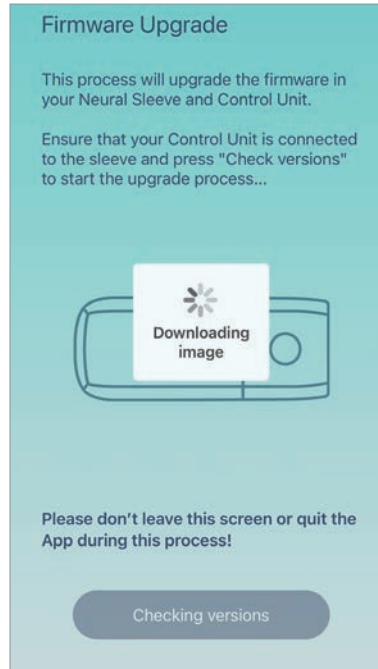 Firmware Upgrade
This process will upgrade the firmware in
your Neural Sleeve and Control Unit.
Ensure that your Control Unit is connected
to the sleeve and press "Check versions"
to start the upgrade process...
Downloading
image
Please don't leave this screen or quit the
App during this process!
Checking versions